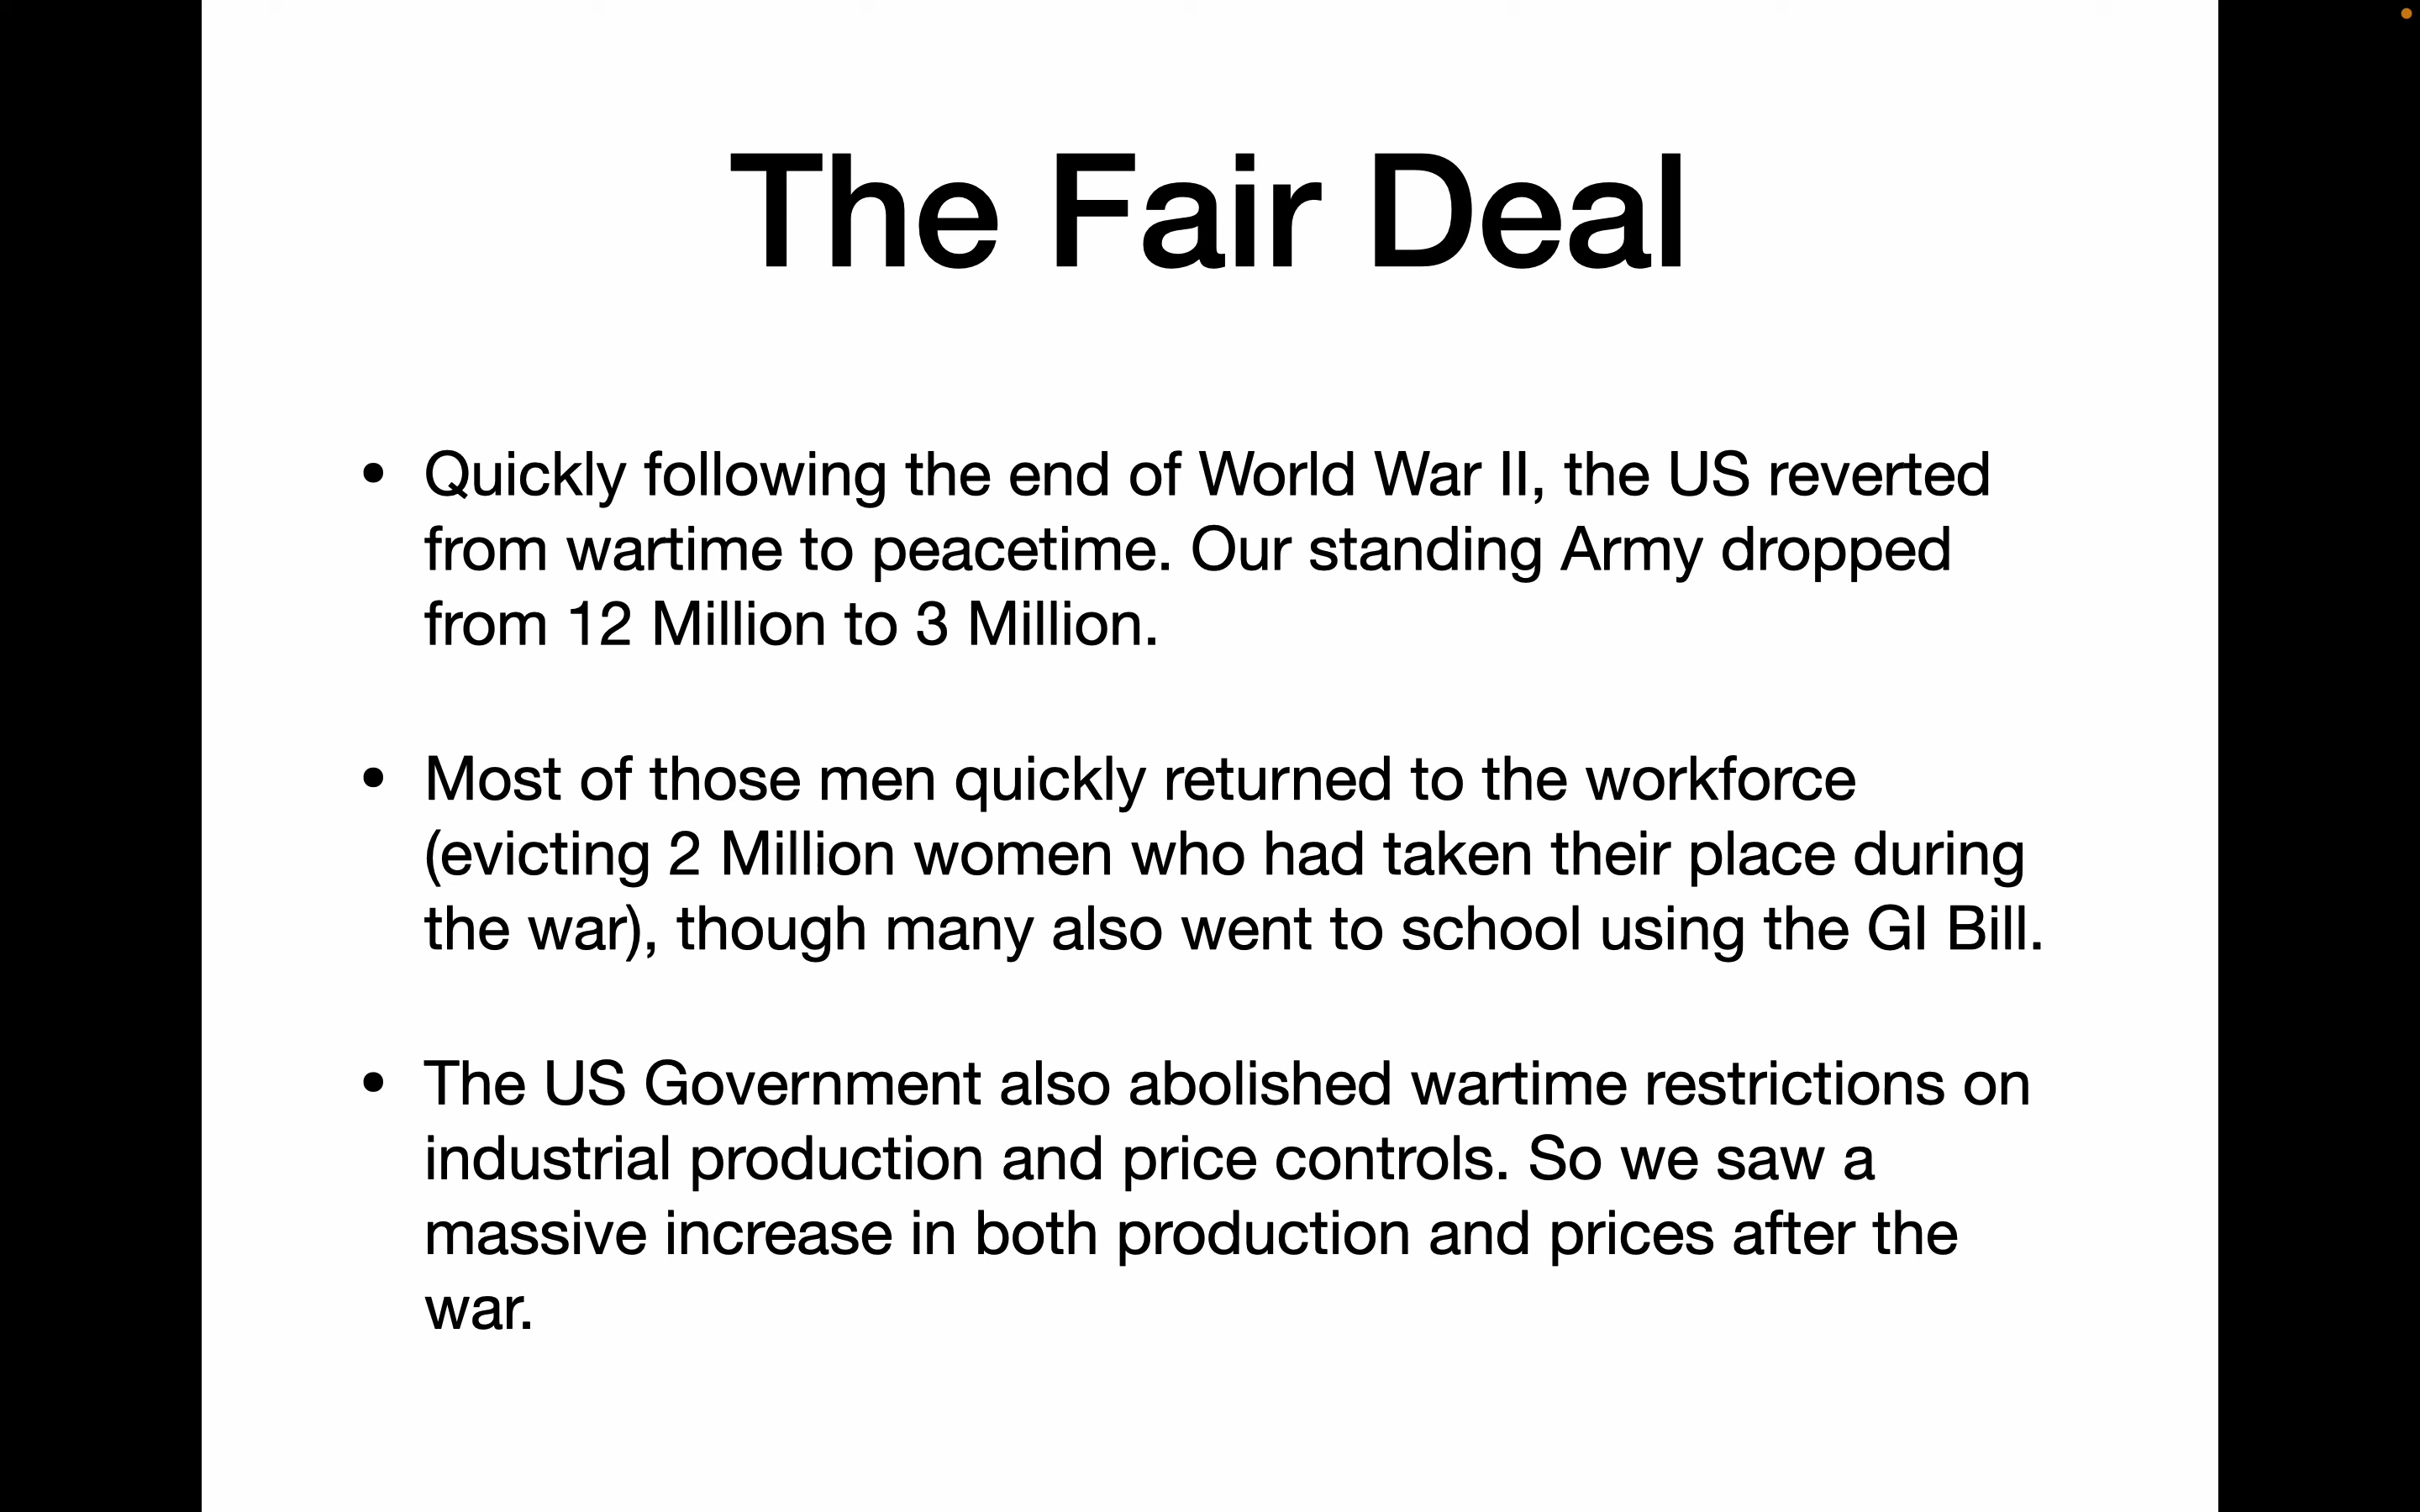 The Fair Deal
• Quickly following the end of World War II, the US reverted
from wartime to peacetime. Our standing Army dropped
from 12 Million to 3 Million.
• Most of those men quickly returned to the workforce
(evicting 2 Million women who had taken their place during
the war), though many also went to school using the GI Bill.
• The US Government also abolished wartime restrictions on
industrial production and price controls. So we saw a
massive increase in both production and prices after the
war.